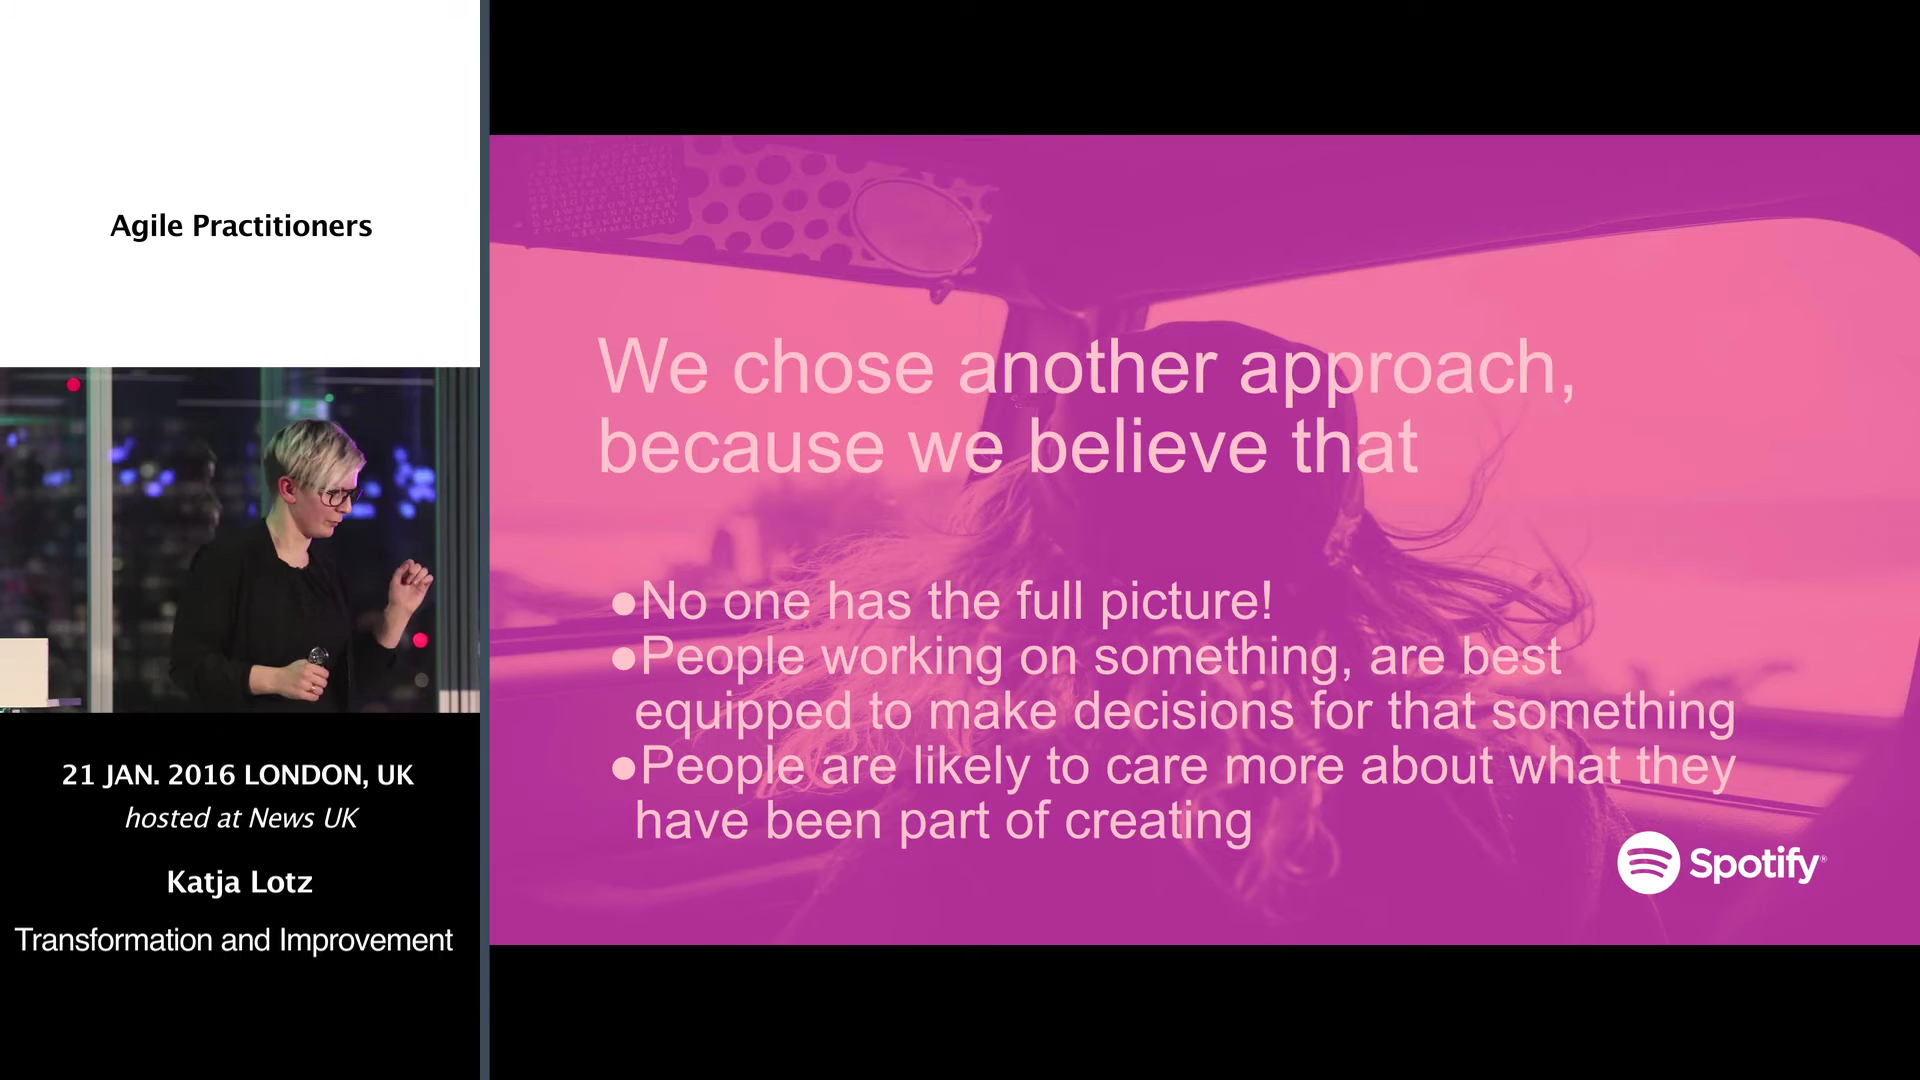 Agile Practitioners
21 JAN. 2016 LONDON, UK
hosted at News UK
Katja Lotz
Transformation and Improvement
We chose another approach,
because we believe that
●No one has the full picture!
●People working on something, are best
equipped to make decisions for that something
●People are likely to care more about what they
have been part of creating
Spotify®